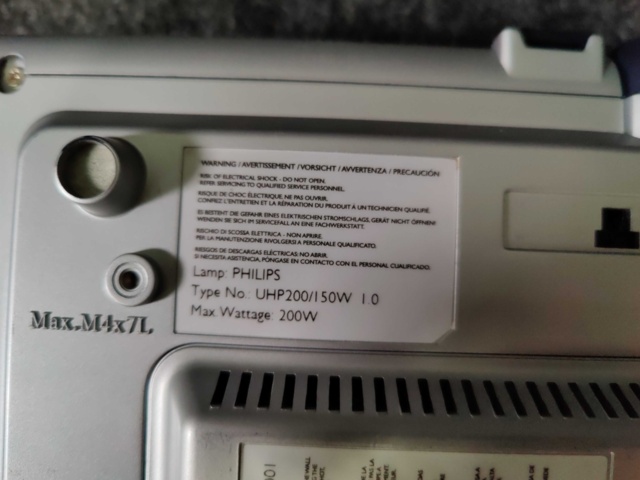 WARNING / AVERTISSEMENT / VORSICHT / AVVERTENZA / PRECAUCIÓN
RISK OF ELECTRICAL SHOCK - DO NOT OPEN.
REFER SERVICING TO QUALIFIED SERVICE PERSONNEL.
RISQUE DE CHOC ÉLECTRIQUE, NE PAS OUVRIR.
CONFIEZ L'ENTRETIEN ET LA RÉPARATION DU PRODUIT À UN TECHNICIEN QUALIFIÉ.
ES BESTEHT DIE GEFAHR EINES ELEKTRISCHEN STROMSCHLAGS. GERÄT NICHT ÖFFNEN!
WENDEN SIE SICH IM SERVICEFALL AN EINE FACHWERKSTATT.
RISCHIO DI SCOSSA ELETTRICA - NON APRIRE.
PER LA MANUTENZIONE RIVOLGERSI A PERSONALE QUALIFICATO.
RIESGOS DE DESCARGAS ELÉCTRICAS: NO ABRIR.
SI NECESITA ASISTENCIA, PÓNGASE EN CONTACTO CON EL PERSONAL CUALIFICADO.
Lamp: PHILIPS
Type No.: UHP200/150W 1.0
Max. Wattage: 200W
Max.M4x7L